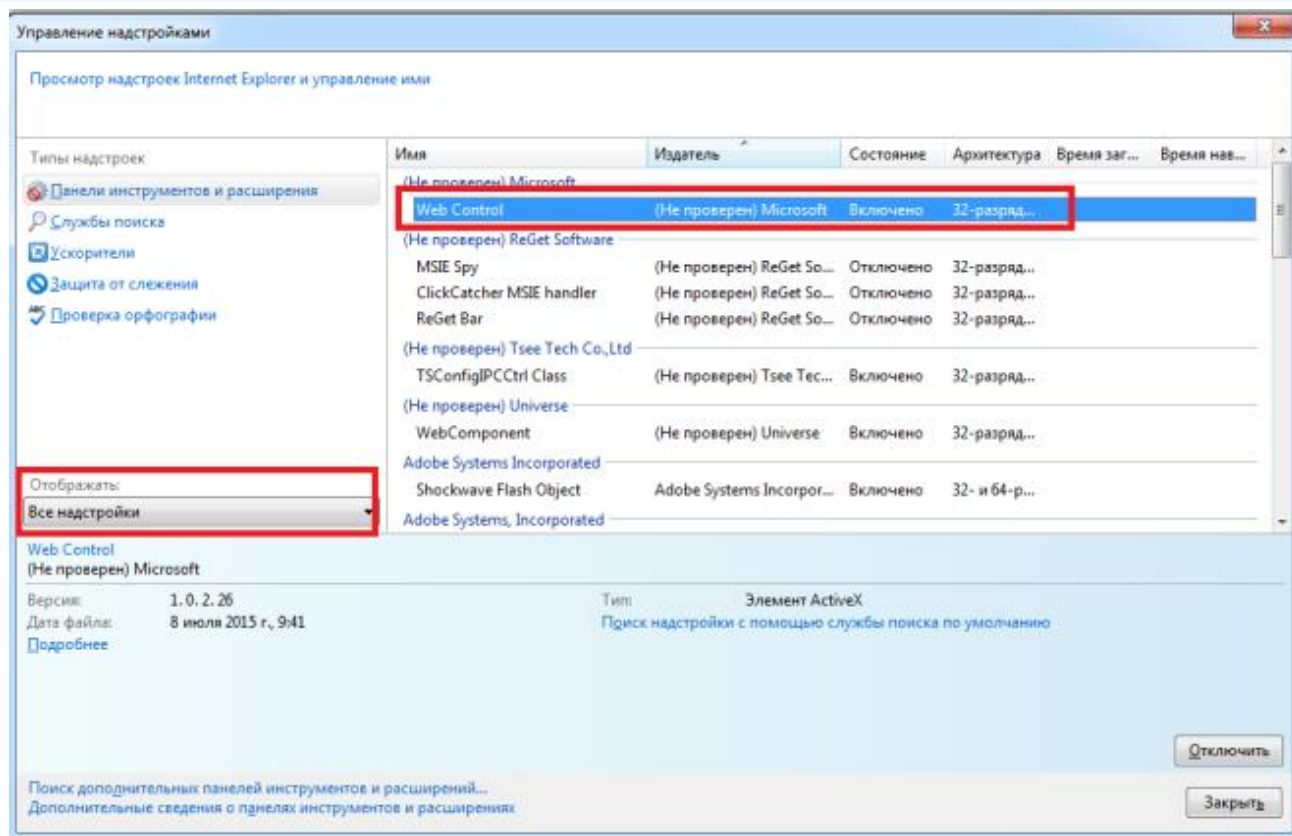 Управление надстройками
Просмотр надстроек Internet Explorer и управление ими
Типы надстроек
Панели инструментов и расширения
Службы поиска
Ускорители
Защита от слежения
Проверка орфографии
Отображать:
Все надстройки
Имя Издатель Состояние Архитектура Время заг... Время нав...
(Не проверен) Microsoft
Web Control (Не проверен) Microsoft Включено 32-разряд...
(Не проверен) ReGet Software
MSIE Spy (Не проверен) ReGet So... Отключено 32-разряд...
ClickCatcher MSIE handler (Не проверен) ReGet So... Отключено 32-разряд...
ReGet Bar (Не проверен) ReGet So... Отключено 32-разряд...
(Не проверен) Tsee Tech Co.,Ltd
TSConfigIPCCtrl Class (Не проверен) Tsee Tec... Включено 32-разряд...
(Не проверен) Universe
WebComponent (Не проверен) Universe Включено 32-разряд...
Adobe Systems Incorporated
Shockwave Flash Object Adobe Systems Incorpor... Включено 32- и 64-р...
Adobe Systems, Incorporated
Web Control
(Не проверен) Microsoft
Версия: 1.0.2.26 Тип: Элемент ActiveX
Дата файла: 8 июля 2015 г., 9:41 Поиск надстройки с помощью службы поиска по умолчанию
Подробнее
Отключить
Поиск дополнительных панелей инструментов и расширений...
Дополнительные сведения о панелях инструментов и расширениях
Закрыть